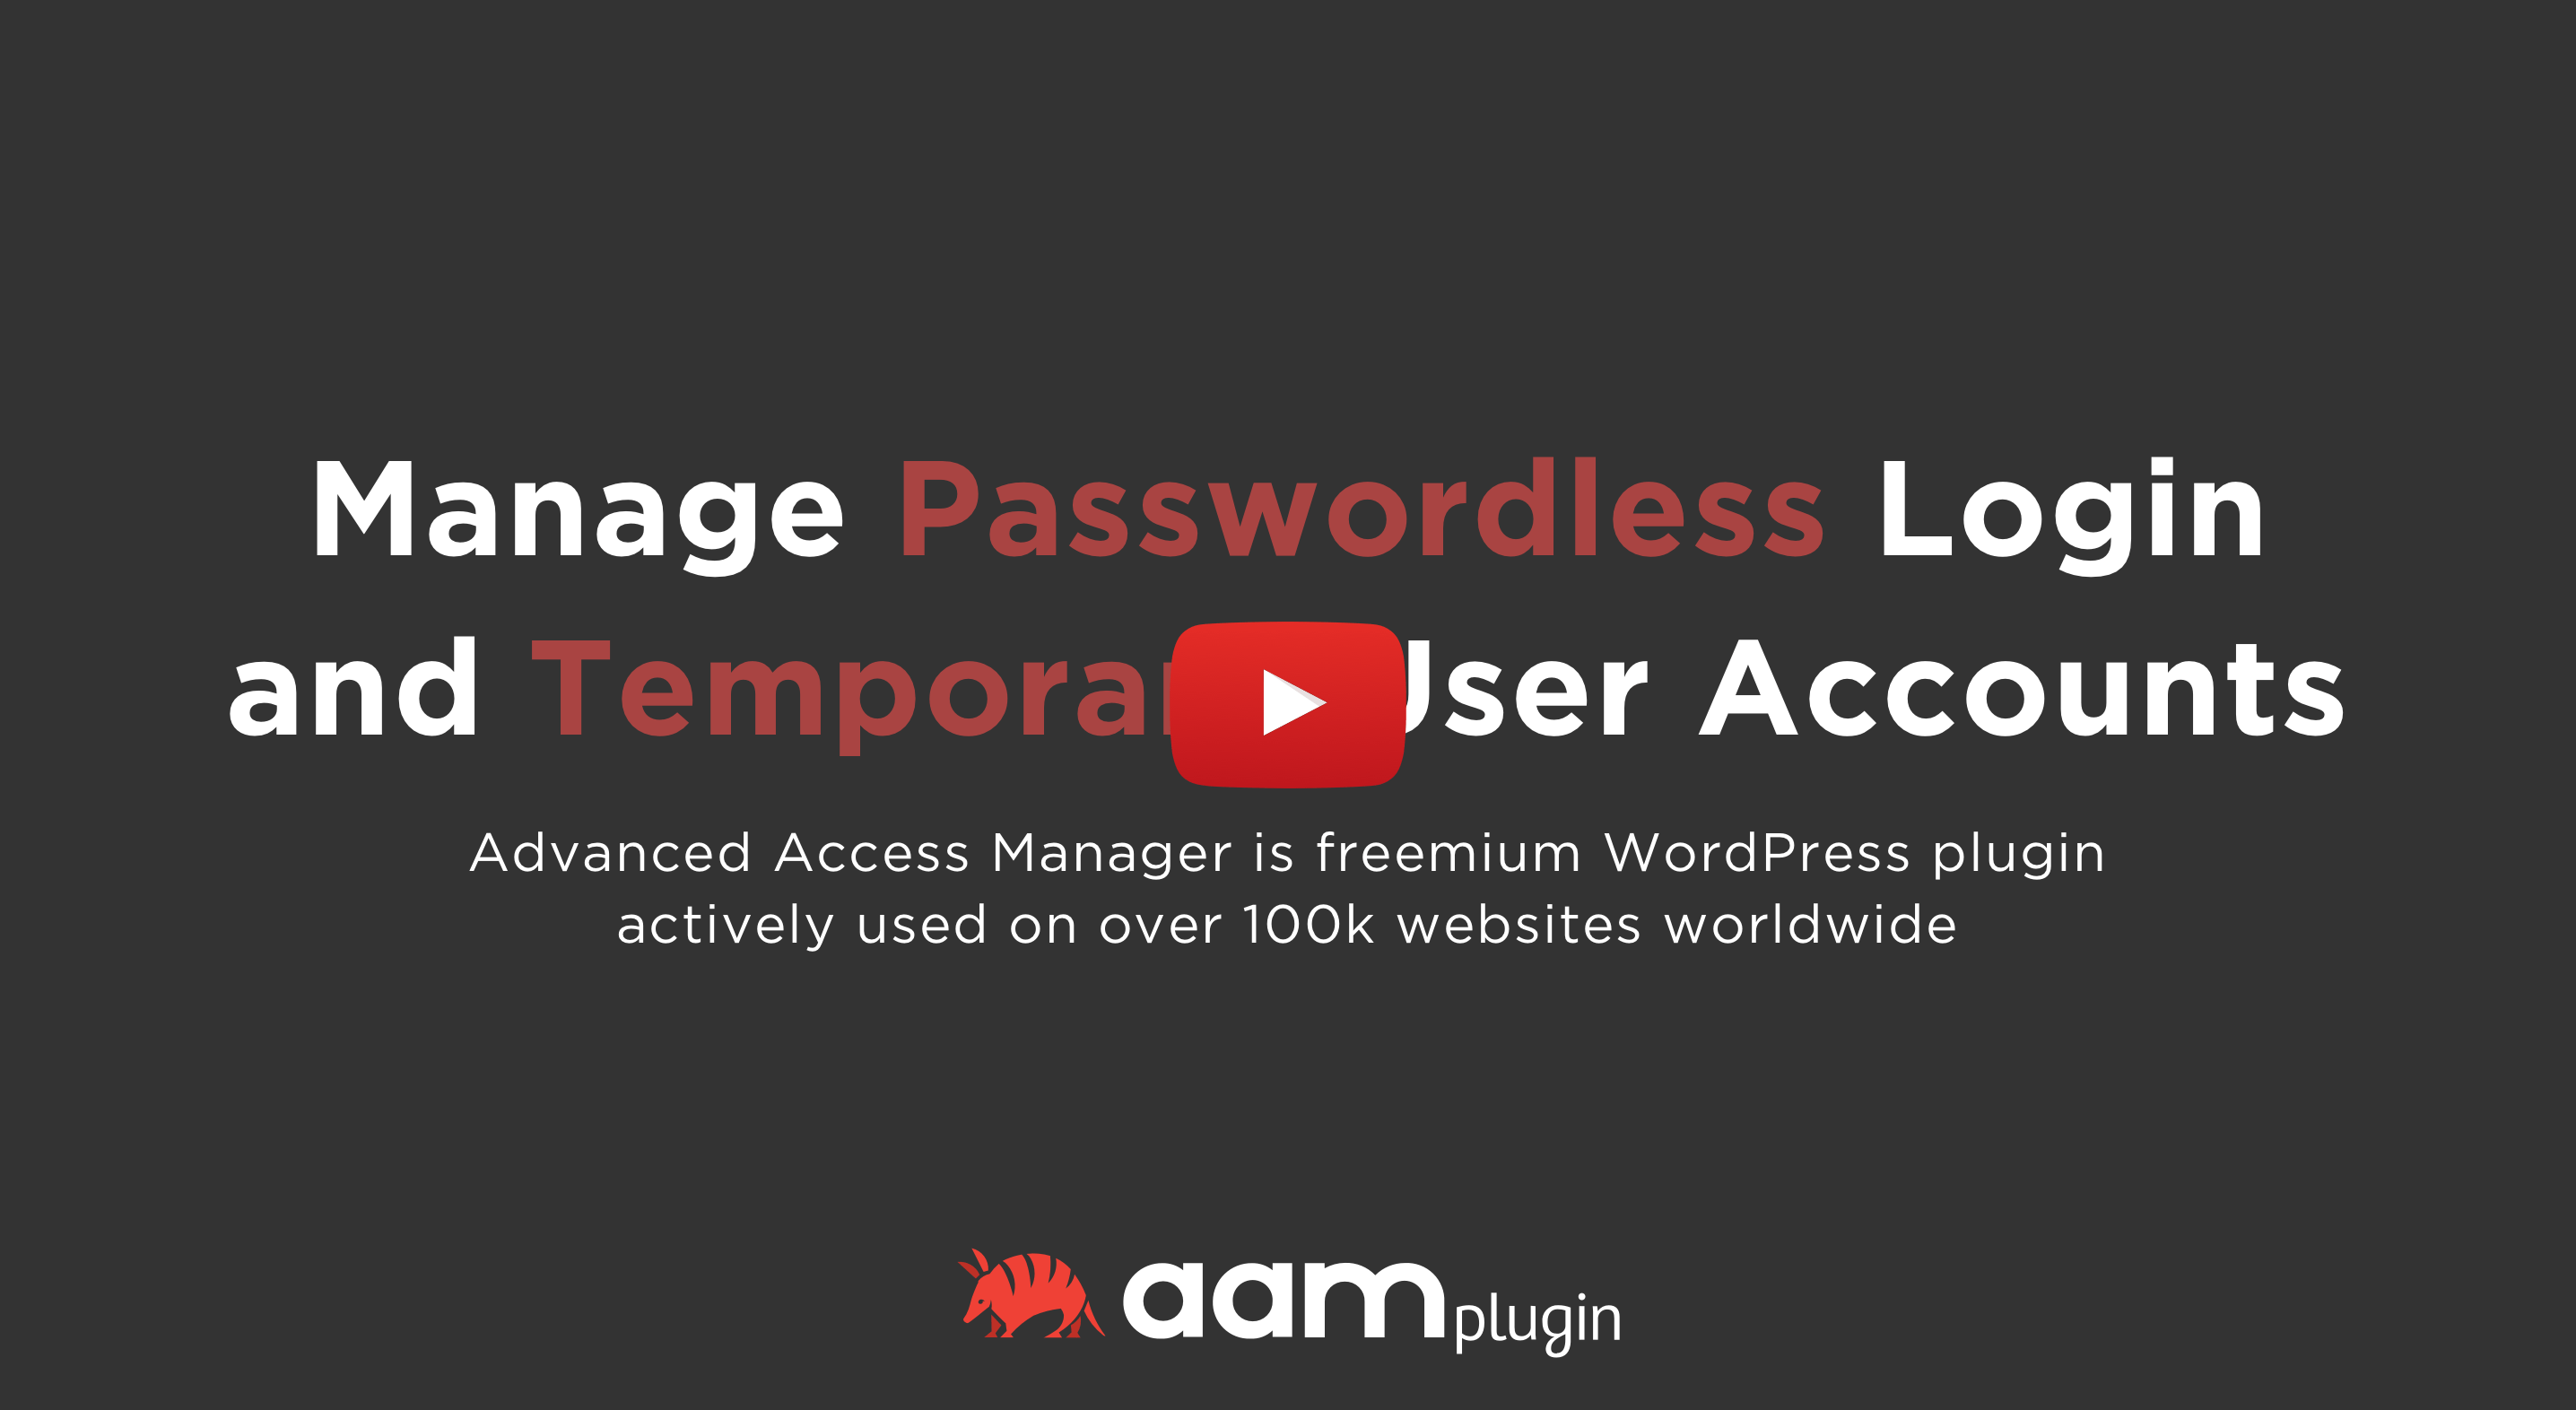 Manage Passwordless Login
and User Accounts
Advanced Access Manager is freemium WordPress plugin
actively used on over 100k websites worldwide
aam plugin